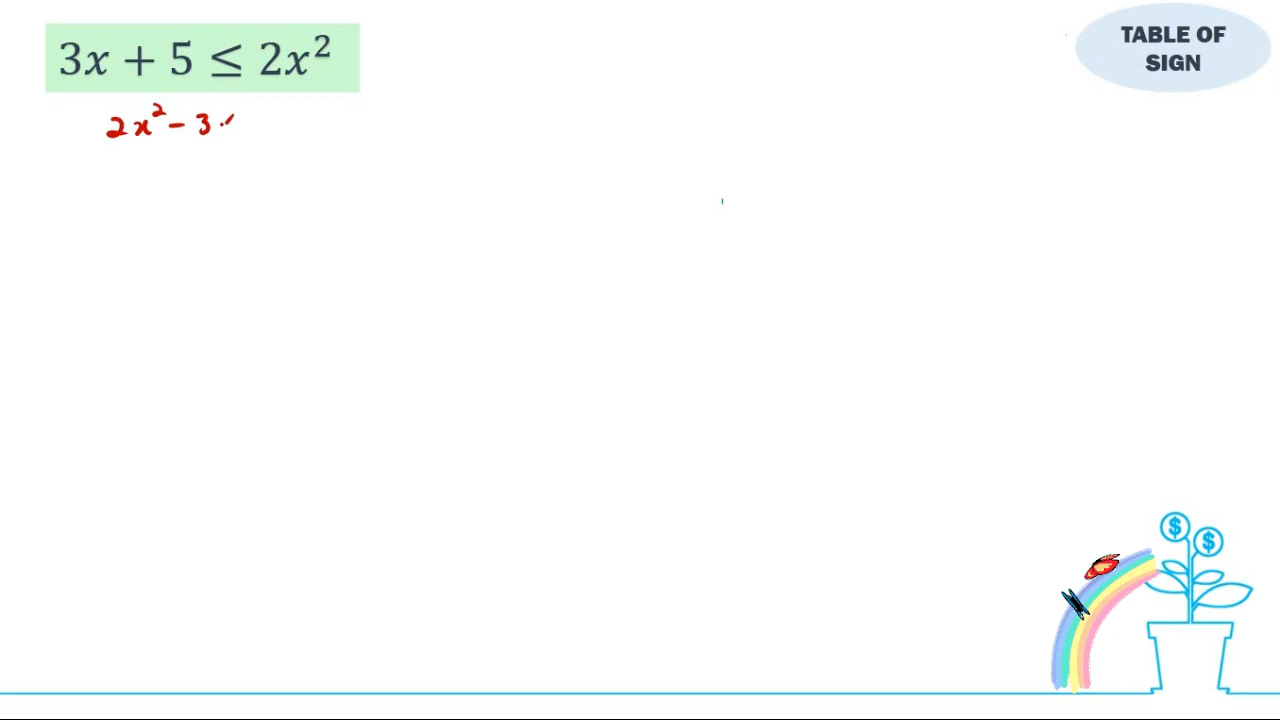 3x + 5 ≤ 2x²
TABLE OF
SIGN
2x² - 3
$
$